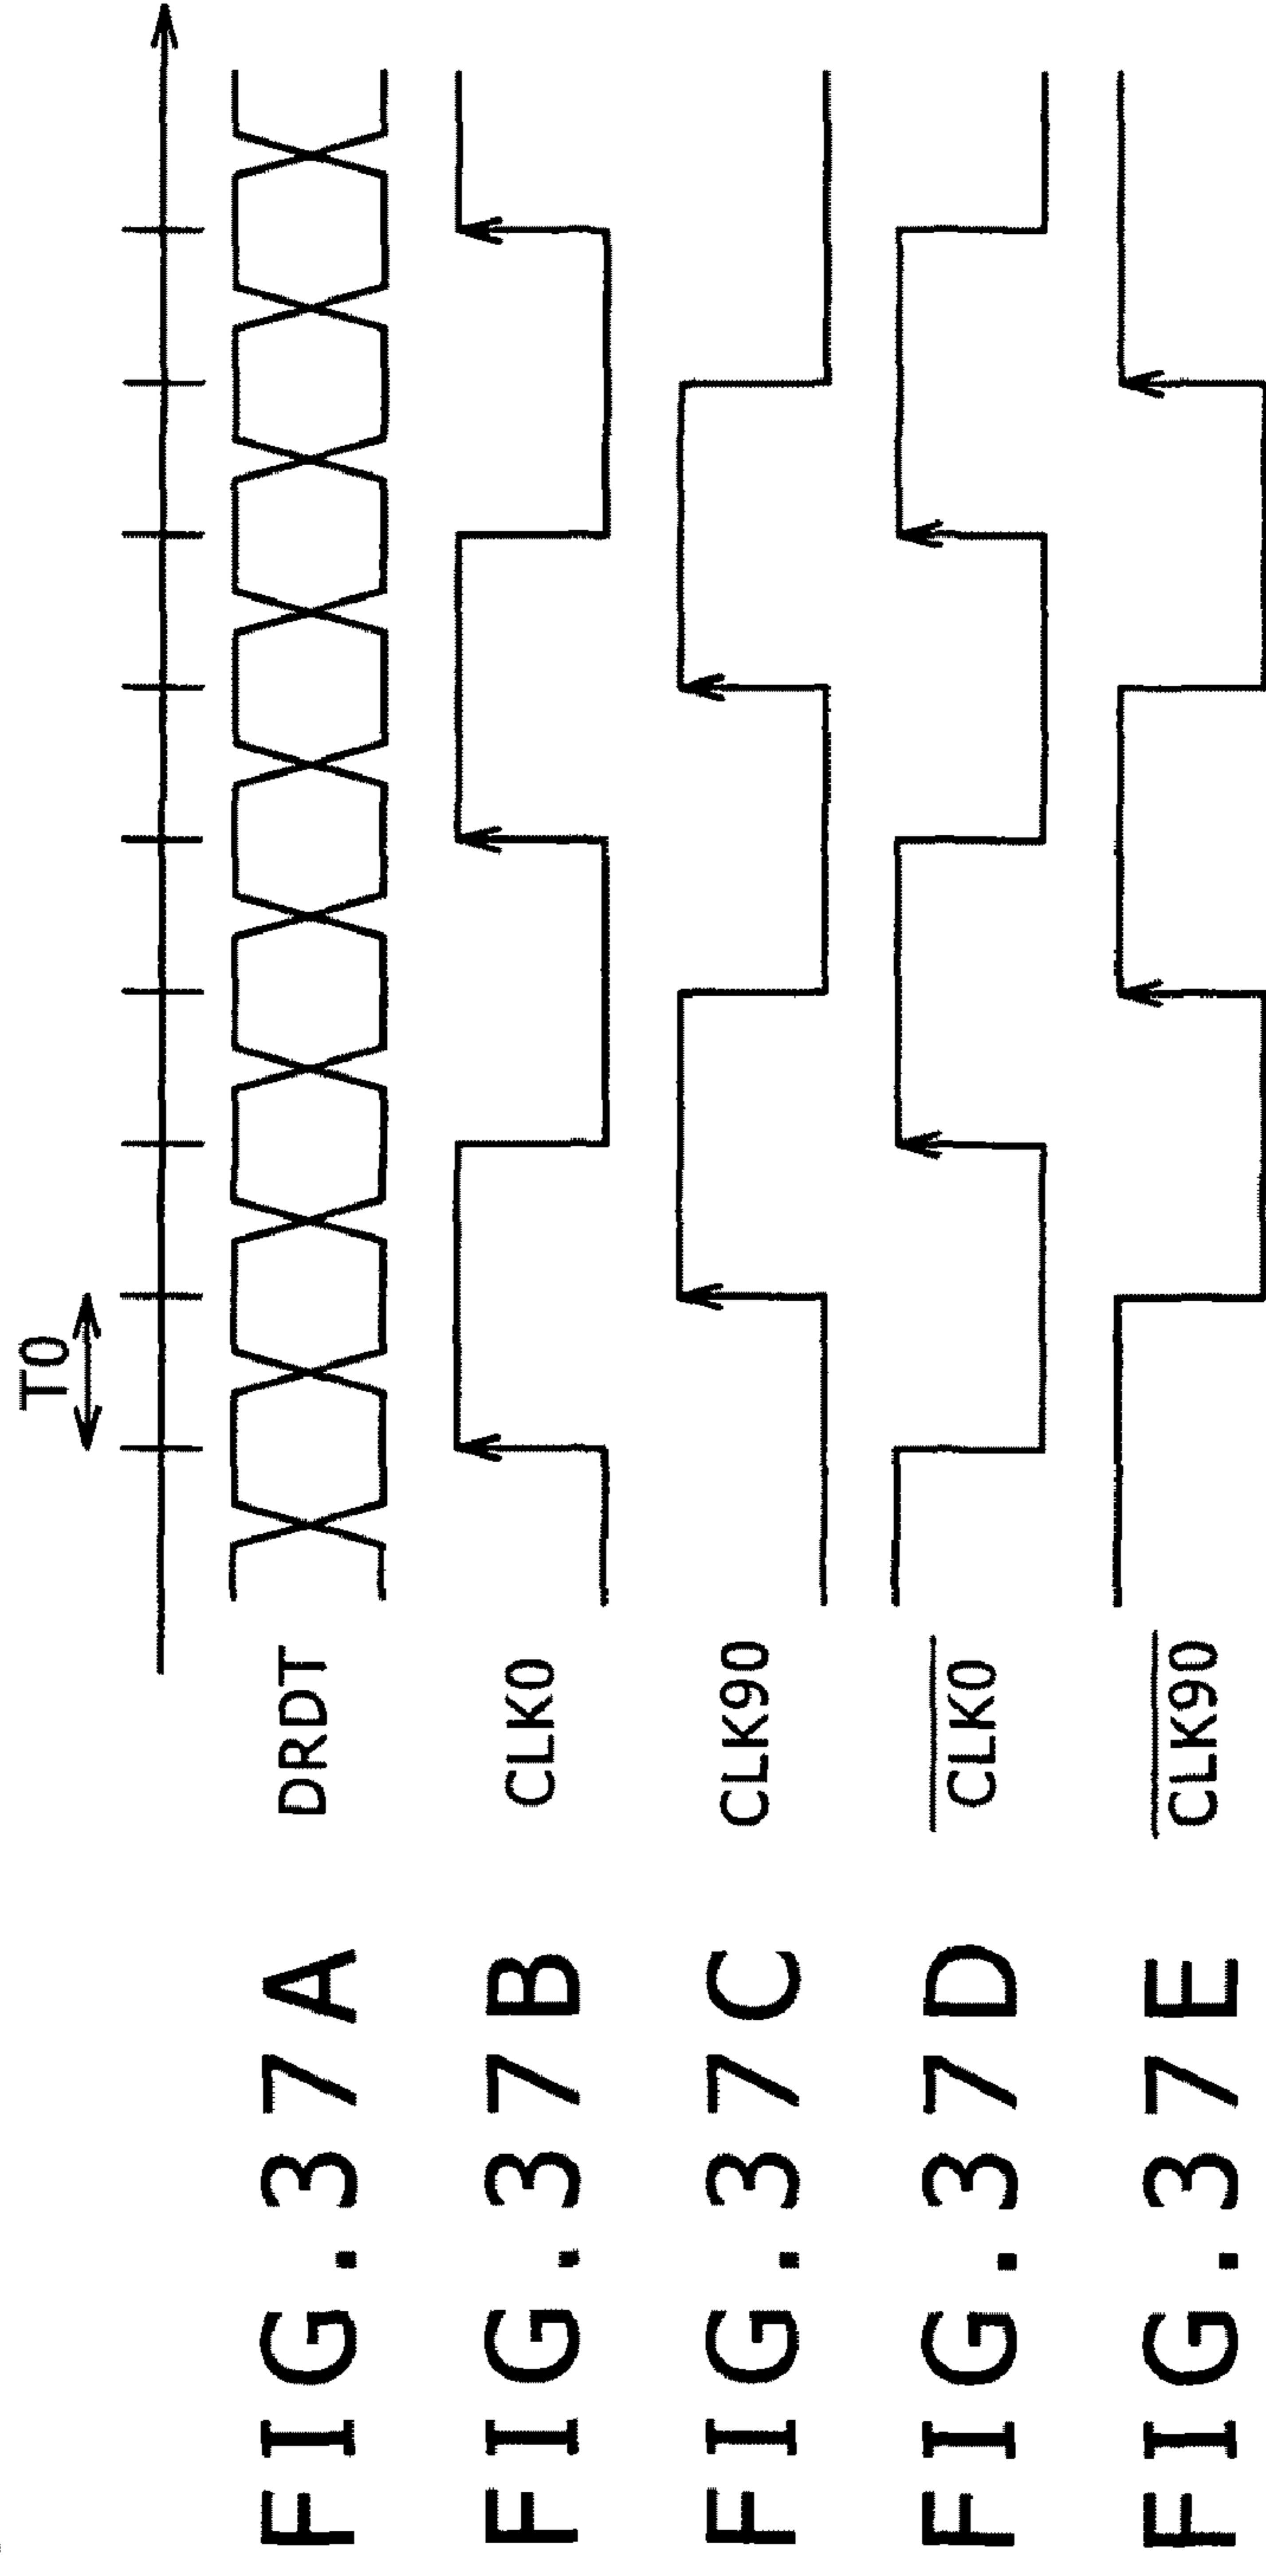 T0
FIG.37A DRDT
FIG.37B CLK0
FIG.37C CLK90
FIG.37D CLK0
FIG.37E CLK90